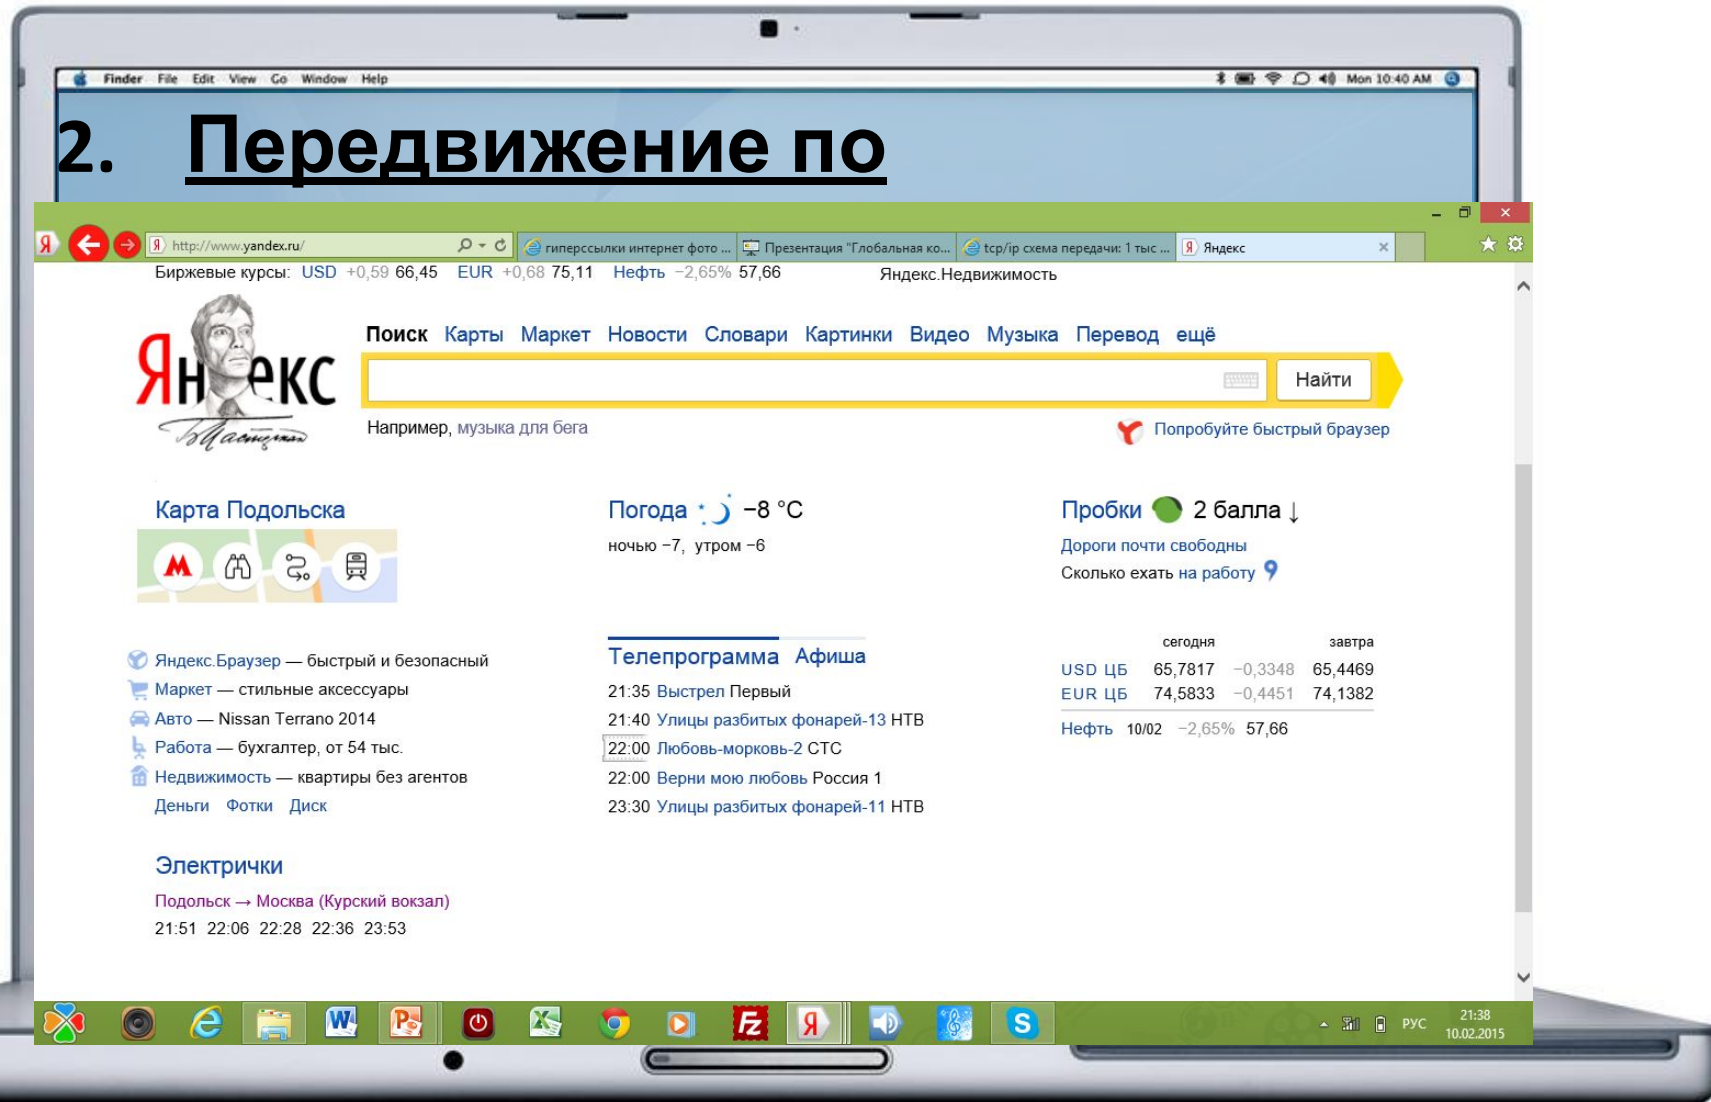 Finder File Edit View Go Window Help
Mon 10:40 AM
2. Передвижение по
Я
Я http://www.yandex.ru/
гиперссылки интернет фото ...
Презентация "Глобальная ко...
tcp/ip схема передачи: 1 тыс ...
Я Яндекс
Биржевые курсы: USD +0,59 66,45 EUR +0,68 75,11 Нефть −2,65% 57,66 Яндекс.Недвижимость
Яндекс
Поиск Карты Маркет Новости Словари Картинки Видео Музыка Перевод ещё
Найти
Например, музыка для бега
Попробуйте быстрый браузер
Карта Подольска
Погода −8 °C
ночью −7, утром −6
Пробки 2 балла ↓
Дороги почти свободны
Сколько ехать на работу
Яндекс.Браузер — быстрый и безопасный
Маркет — стильные аксессуары
Авто — Nissan Terrano 2014
Работа — бухгалтер, от 54 тыс.
Недвижимость — квартиры без агентов
Деньги Фотки Диск
Телепрограмма Афиша
21:35 Выстрел Первый
21:40 Улицы разбитых фонарей-13 НТВ
22:00 Любовь-морковь-2 СТС
22:00 Верни мою любовь Россия 1
23:30 Улицы разбитых фонарей-11 НТВ
сегодня завтра
USD ЦБ 65,7817 −0,3348 65,4469
EUR ЦБ 74,5833 −0,4451 74,1382
Нефть 10/02 −2,65% 57,66
Электрички
Подольск → Москва (Курский вокзал)
21:51 22:06 22:28 22:36 23:53
РУС
21:38
10.02.2015